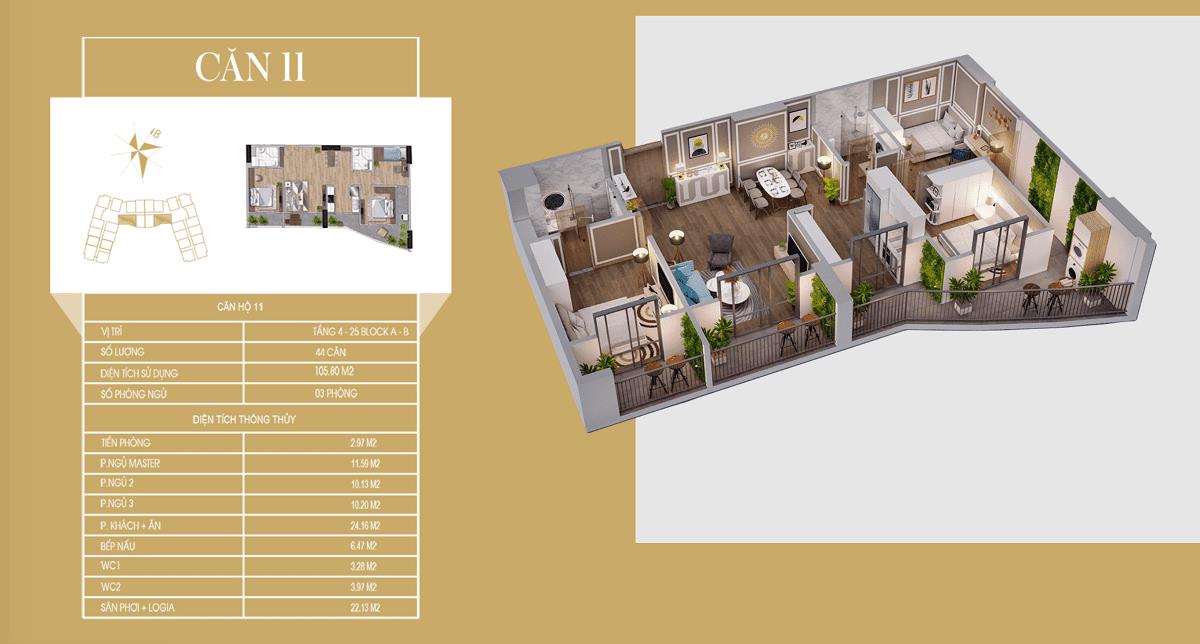 CĂN 11
B
CĂN HỘ 11
VỊ TRÍ TẦNG 4 - 25 BLOCK A - B
SỐ LƯỢNG 44 CĂN
DIỆN TÍCH SỬ DỤNG 105.80 M2
SỐ PHÒNG NGỦ 03 PHÒNG
DIỆN TÍCH THÔNG THỦY
TIỀN PHÒNG 2.97 M2
P.NGỦ MASTER 11.59 M2
P.NGỦ 2 10.13 M2
P.NGỦ 3 10.20 M2
P. KHÁCH + ĂN 24.16 M2
BẾP NẤU 6.47 M2
WC1 3.28 M2
WC2 3.97 M2
SÂN PHƠI + LOGIA 22.13 M2